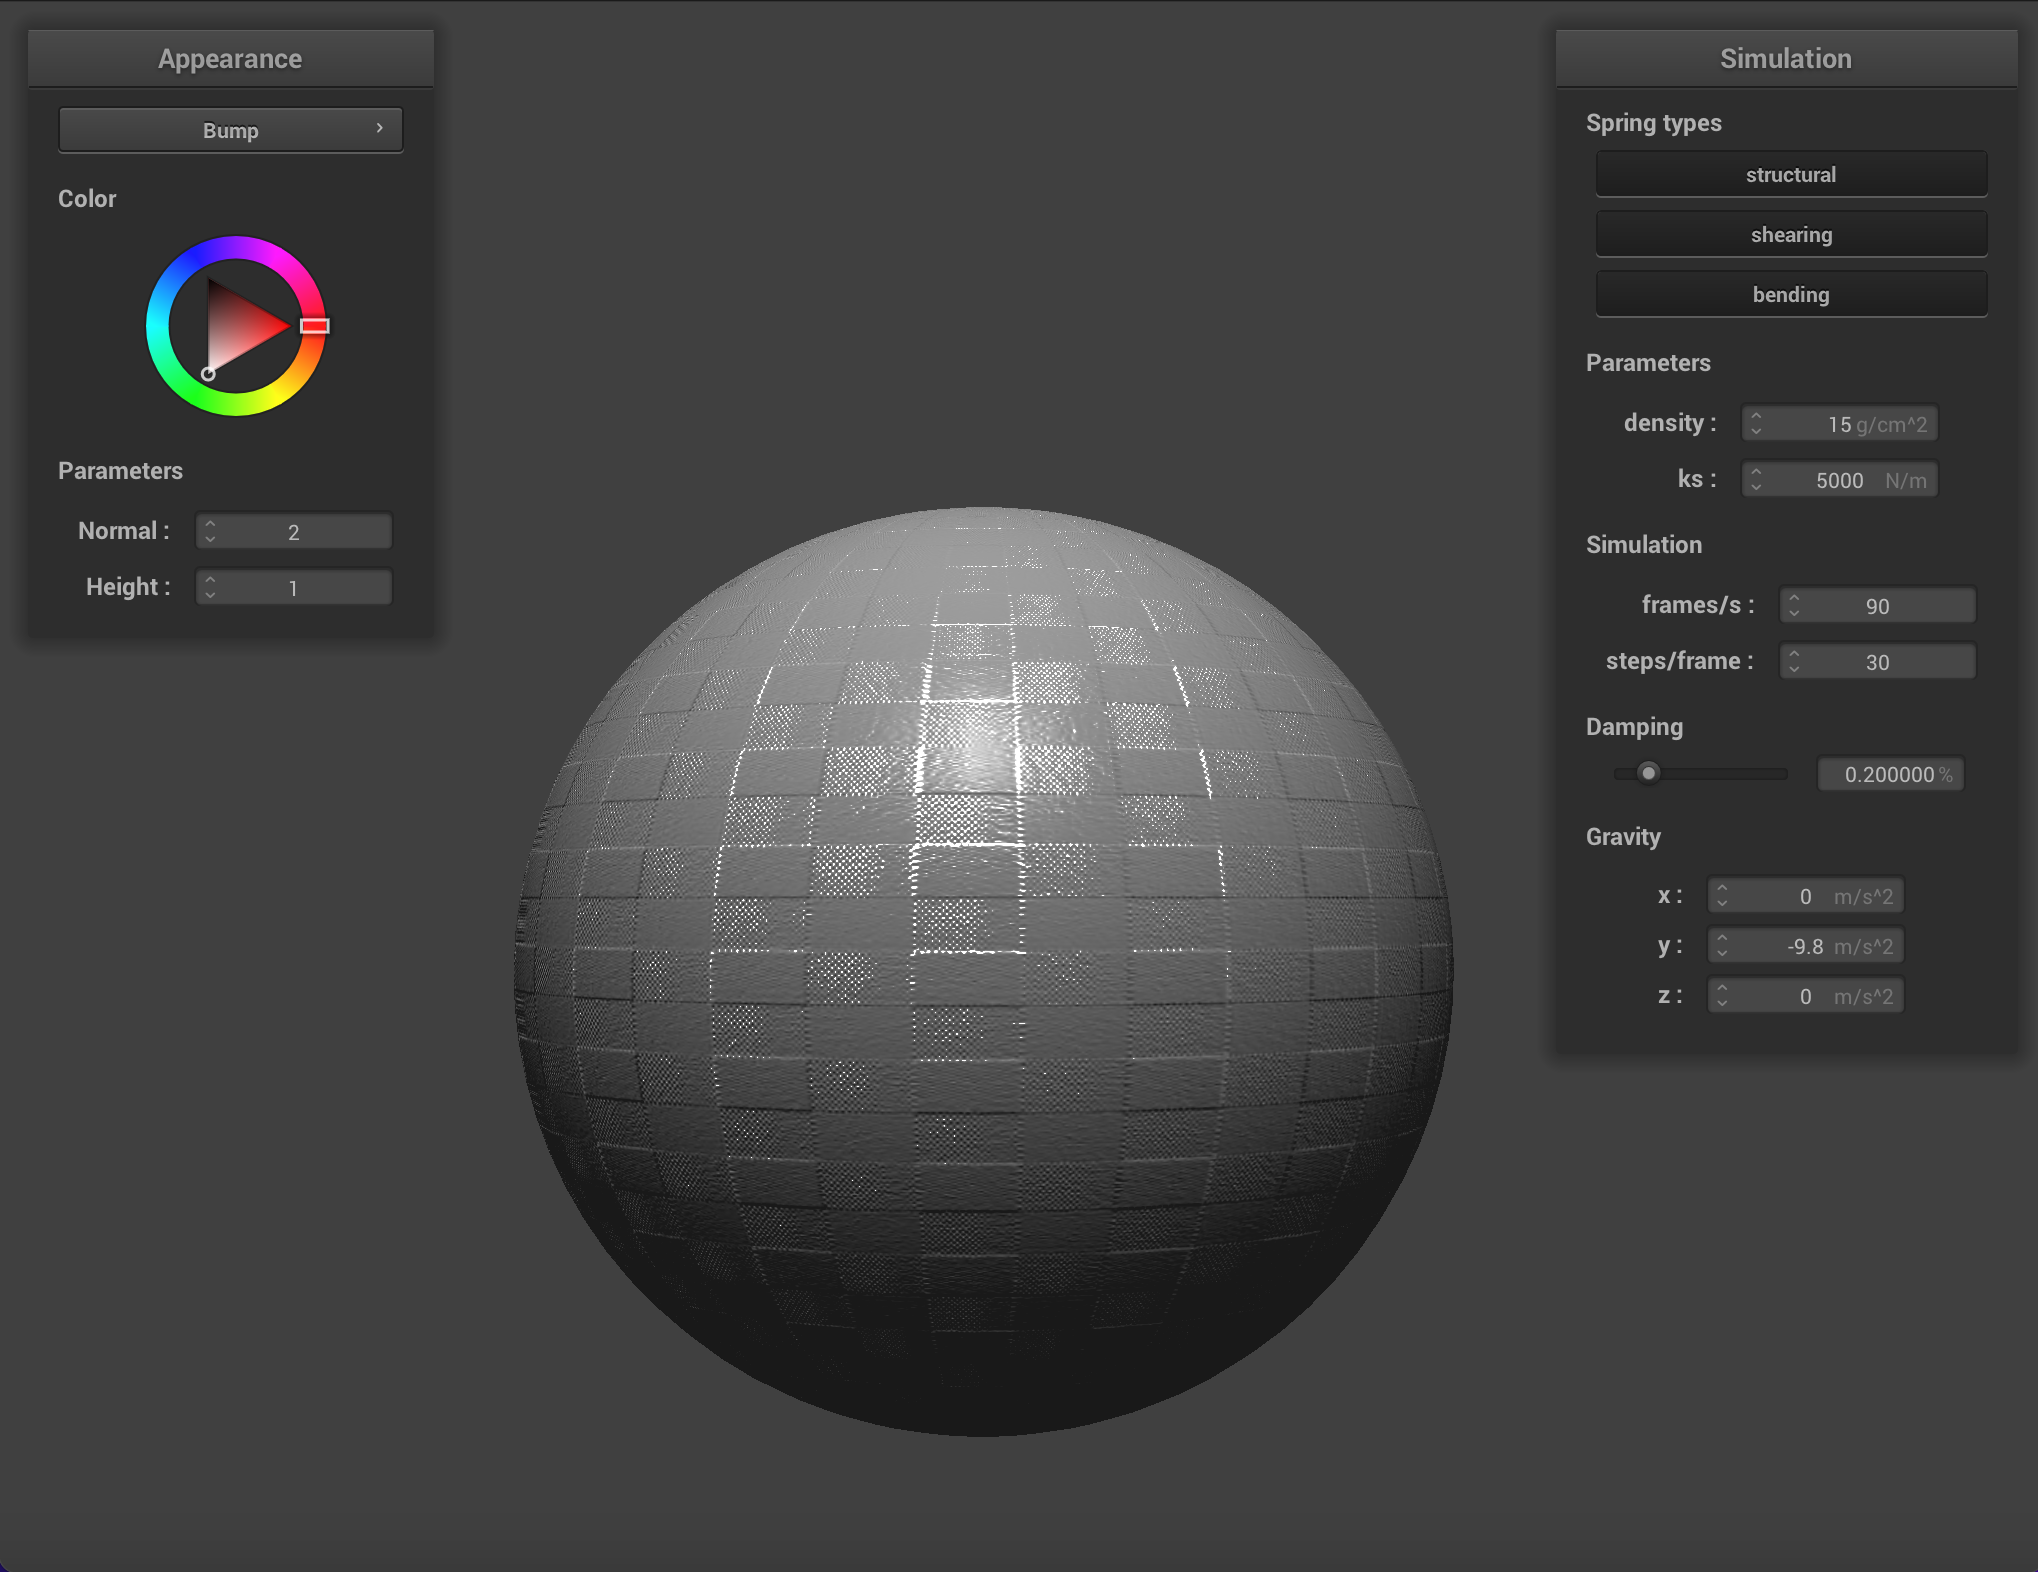 Appearance
Bump
Color
Parameters
Normal : 2
Height : 1
Simulation
Spring types
structural
shearing
bending
Parameters
density : 15 g/cm^2
ks : 5000 N/m
Simulation
frames/s : 90
steps/frame : 30
Damping
0.200000 %
Gravity
x : 0 m/s^2
y : -9.8 m/s^2
z : 0 m/s^2